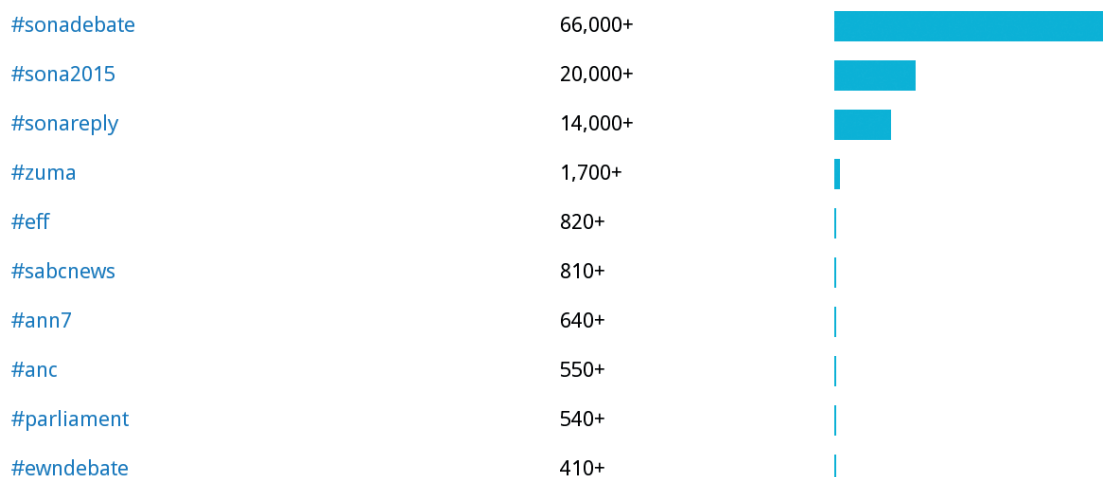 #sonadebate 66,000+
#sona2015 20,000+
#sonareply 14,000+
#zuma 1,700+
#eff 820+
#sabcnews 810+
#ann7 640+
#anc 550+
#parliament 540+
#ewndebate 410+